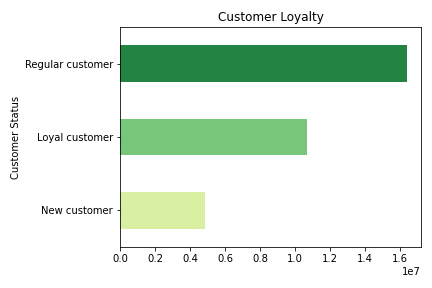 Customer Loyalty
Customer Status
Regular customer
Loyal customer
New customer
0.0 0.2 0.4 0.6 0.8 1.0 1.2 1.4 1.6
1e7